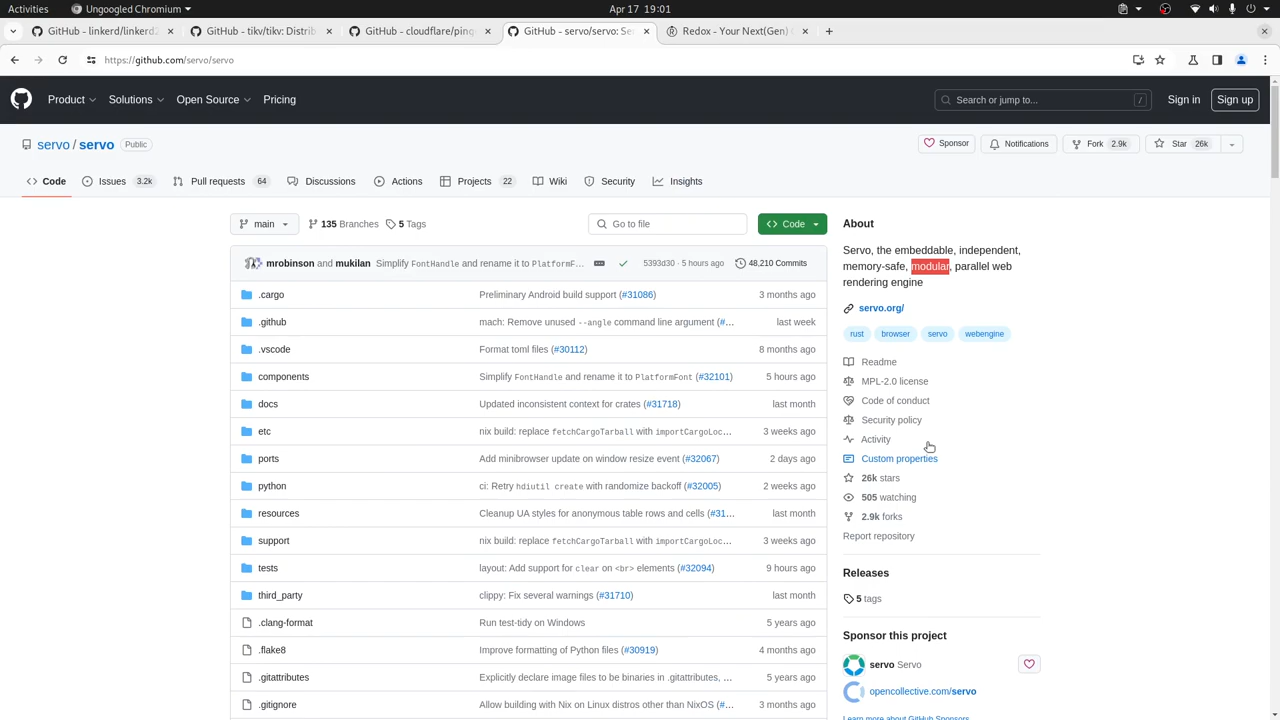 Activities
Ungoogled Chromium
Apr 17 19:01
GitHub - linkerd/linkerd2
GitHub - tikv/tikv: Distrib
GitHub - cloudflare/pinq
GitHub - servo/servo: Se
Redox - Your Next(Gen) O
https://github.com/servo/servo
Product
Solutions
Open Source
Pricing
Search or jump to...
/
Sign in
Sign up
servo / servo
Public
Sponsor
Notifications
Fork 2.9k
Star 26k
Code
Issues 3.2k
Pull requests 64
Discussions
Actions
Projects 22
Wiki
Security
Insights
main
135 Branches
5 Tags
Go to file
Code
mrobinson and mukilan Simplify FontHandle and rename it to PlatformF...
5393d30 · 5 hours ago
48,210 Commits
.cargo Preliminary Android build support (#31086) 3 months ago
.github mach: Remove unused --angle command line argument (#... last week
.vscode Format toml files (#30112) 8 months ago
components Simplify FontHandle and rename it to PlatformFont (#32101) 5 hours ago
docs Updated inconsistent context for crates (#31718) last month
etc nix build: replace fetchCargoTarball with importCargoLoc... 3 weeks ago
ports Add minibrowser update on window resize event (#32067) 2 days ago
python ci: Retry hdiutil create with randomize backoff (#32005) 2 weeks ago
resources Cleanup UA styles for anonymous table rows and cells (#31... last month
support nix build: replace fetchCargoTarball with importCargoLoc... 3 weeks ago
tests layout: Add support for clear on <br> elements (#32094) 9 hours ago
third_party clippy: Fix several warnings (#31710) last month
.clang-format Run test-tidy on Windows 5 years ago
.flake8 Improve formatting of Python files (#30919) 4 months ago
.gitattributes Explicitly declare image files to be binaries in .gitattributes, ... 5 years ago
.gitignore Allow building with Nix on Linux distros other than NixOS (#... 3 months ago
About
Servo, the embeddable, independent,
memory-safe, modular, parallel web
rendering engine
servo.org/
rust
browser
servo
webengine
Readme
MPL-2.0 license
Code of conduct
Security policy
Activity
Custom properties
26k stars
505 watching
2.9k forks
Report repository
Releases
5 tags
Sponsor this project
servo Servo
opencollective.com/servo
Learn more about GitHub Sponsors